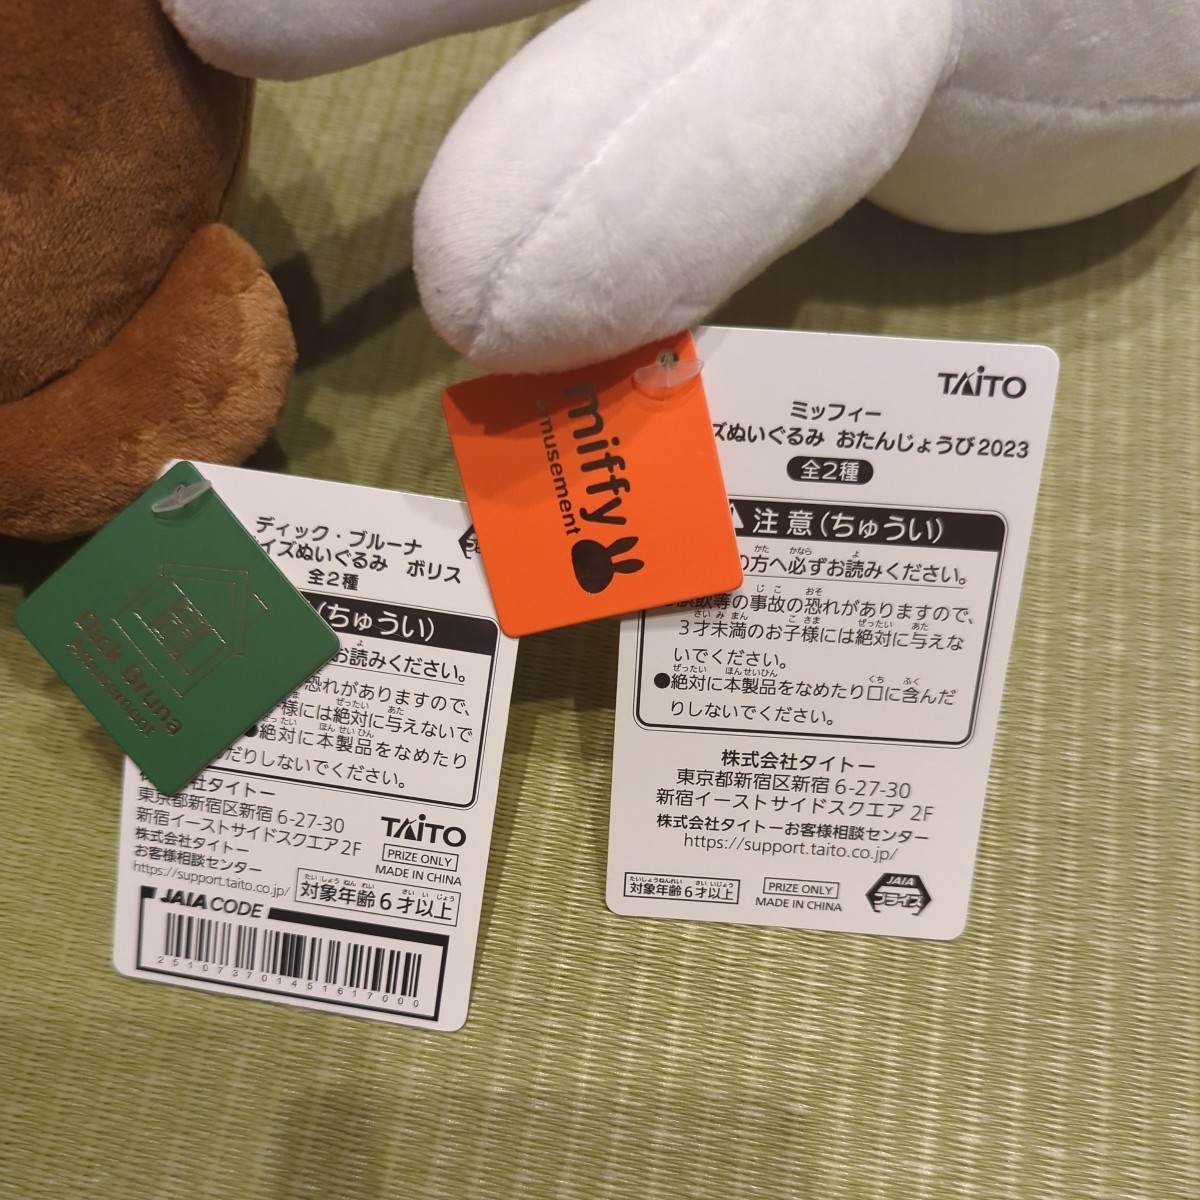 Dick Bruna
Amusement
ディック・ブルーナ
イズぬいぐるみ ボリス
全2種
(ちゅうい)
お読みください。
恐れがありますので、
様には絶対に与えないで
●絶対に本製品をなめたり
だりしないでください。
株式会社タイトー
東京都新宿区新宿 6-27-30
新宿イーストサイドスクエア 2F
株式会社タイトー
お客様相談センター
https://support.taito.co.jp/
TAITO
PRIZE ONLY
MADE IN CHINA
対象年齢 6 才以上
JAIA CODE
251073701451617000
miffy
Amusement
TAITO
ミッフィー
ズぬいぐるみ おたんじょうび2023
全2種
注意(ちゅうい)
の方へ必ずお読みください。
誤飲等の事故の恐れがありますので、
3才未満のお子様には絶対に与えな
いでください。
●絶対に本製品をなめたり口に含んだ
りしないでください。
株式会社タイトー
東京都新宿区新宿 6-27-30
新宿イーストサイドスクエア 2F
株式会社タイトーお客様相談センター
https://support.taito.co.jp/
対象年齢 6 才以上
PRIZE ONLY
MADE IN CHINA
JAIA
プライズ